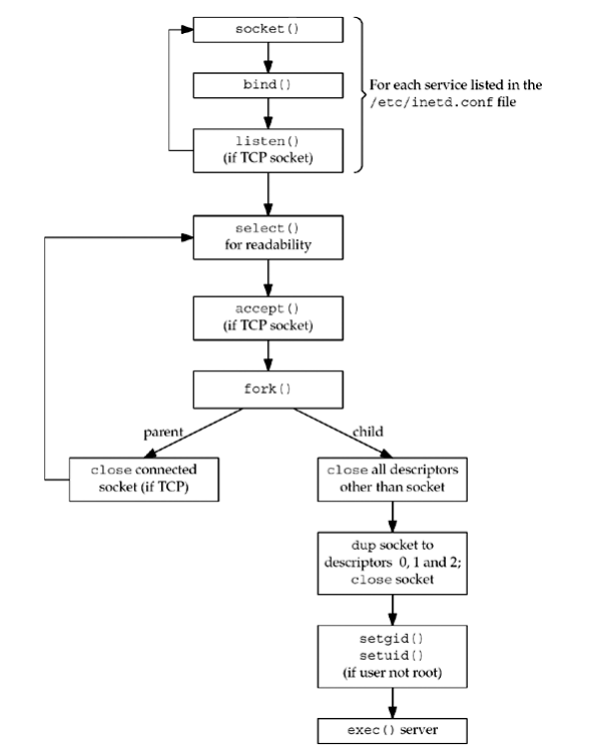 socket()
bind()
For each service listed in the
/etc/inetd.conf file
listen()
(if TCP socket)
select()
for readability
accept()
(if TCP socket)
fork()
parent
child
close connected
socket (if TCP)
close all descriptors
other than socket
dup socket to
descriptors 0, 1 and 2;
close socket
setgid()
setuid()
(if user not root)
exec() server